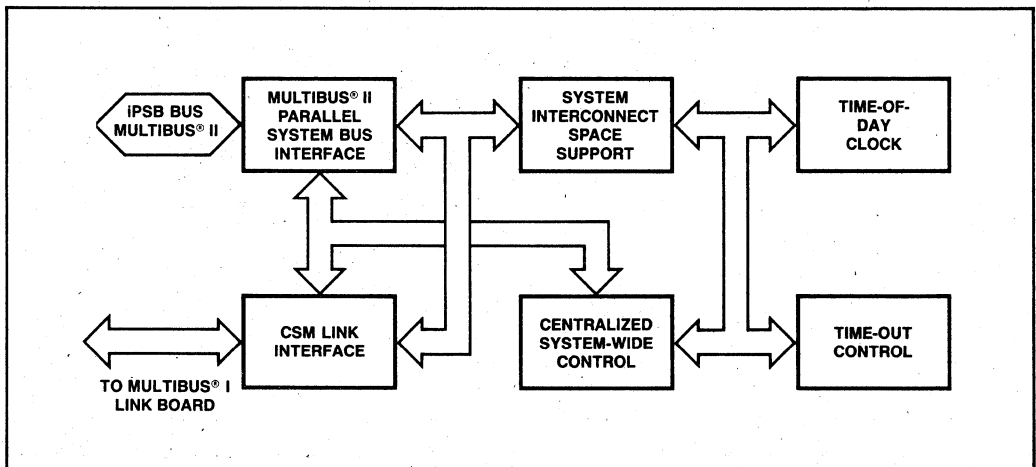 iPSB BUS
MULTIBUS® II
MULTIBUS® II
PARALLEL
SYSTEM BUS
INTERFACE
SYSTEM
INTERCONNECT
SPACE
SUPPORT
TIME-OF-
DAY
CLOCK
CSM LINK
INTERFACE
CENTRALIZED
SYSTEM-WIDE
CONTROL
TIME-OUT
CONTROL
TO MULTIBUS® I
LINK BOARD